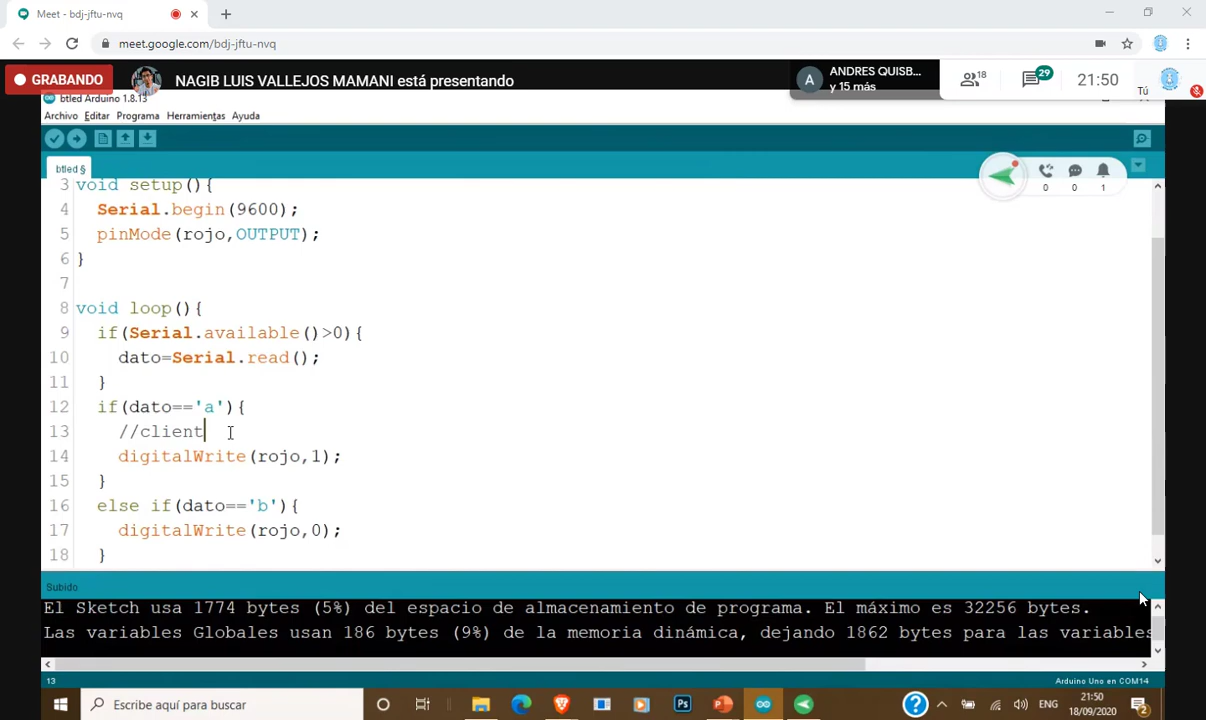 Meet - bdj-jftu-nvq
meet.google.com/bdj-jftu-nvq
GRABANDO
NAGIB LUIS VALLEJOS MAMANI está presentando
A
ANDRES QUISB...
y 15 más
18
29
21:50
Tú
btled Arduino 1.8.13
Archivo Editar Programa Herramientas Ayuda
btled §
0 0 1
3 void setup(){
4 Serial.begin(9600);
5 pinMode(rojo,OUTPUT);
6 }
7
8 void loop(){
9 if(Serial.available()>0){
10 dato=Serial.read();
11 }
12 if(dato=='a'){
13 //client
14 digitalWrite(rojo,1);
15 }
16 else if(dato=='b'){
17 digitalWrite(rojo,0);
18 }
Subido
El Sketch usa 1774 bytes (5%) del espacio de almacenamiento de programa. El máximo es 32256 bytes.
Las variables Globales usan 186 bytes (9%) de la memoria dinámica, dejando 1862 bytes para las variables
13
Arduino Uno en COM14
Escribe aquí para buscar
Ps
ENG
21:50
18/09/2020
2